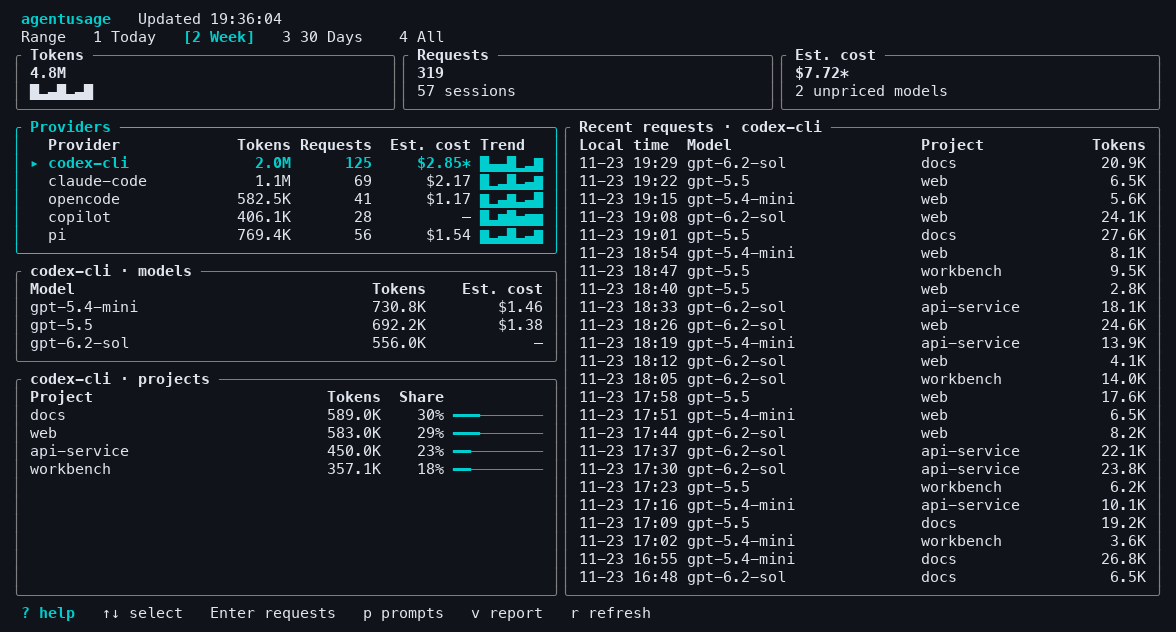 agentusage   Updated 19:36:04
Range   1 Today   [2 Week]   3 30 Days    4 All
Tokens
4.8M
Requests
319
57 sessions
Est. cost
$7.72*
2 unpriced models
Providers
Provider   Tokens Requests   Est. cost Trend
▸ codex-cli   2.0M   125   $2.85*
claude-code   1.1M   69   $2.17
opencode   582.5K   41   $1.17
copilot   406.1K   28   —
pi   769.4K   56   $1.54
codex-cli · models
Model   Tokens   Est. cost
gpt-5.4-mini   730.8K   $1.46
gpt-5.5   692.2K   $1.38
gpt-6.2-sol   556.0K   —
codex-cli · projects
Project   Tokens   Share
docs   589.0K   30%
web   583.0K   29%
api-service   450.0K   23%
workbench   357.1K   18%
Recent requests · codex-cli
Local time   Model   Project   Tokens
11-23 19:29 gpt-6.2-sol   docs   20.9K
11-23 19:22 gpt-5.5   web   6.5K
11-23 19:15 gpt-5.4-mini   web   5.6K
11-23 19:08 gpt-6.2-sol   web   24.1K
11-23 19:01 gpt-5.5   docs   27.6K
11-23 18:54 gpt-5.4-mini   web   8.1K
11-23 18:47 gpt-5.5   workbench   9.5K
11-23 18:40 gpt-5.5   web   2.8K
11-23 18:33 gpt-6.2-sol   api-service   18.1K
11-23 18:26 gpt-6.2-sol   web   24.6K
11-23 18:19 gpt-5.4-mini   api-service   13.9K
11-23 18:12 gpt-6.2-sol   web   4.1K
11-23 18:05 gpt-6.2-sol   workbench   14.0K
11-23 17:58 gpt-5.5   web   17.6K
11-23 17:51 gpt-5.4-mini   web   6.5K
11-23 17:44 gpt-6.2-sol   web   8.2K
11-23 17:37 gpt-6.2-sol   api-service   22.1K
11-23 17:30 gpt-6.2-sol   api-service   23.8K
11-23 17:23 gpt-5.5   workbench   6.2K
11-23 17:16 gpt-5.4-mini   api-service   10.1K
11-23 17:09 gpt-5.5   docs   19.2K
11-23 17:02 gpt-5.4-mini   workbench   3.6K
11-23 16:55 gpt-5.4-mini   docs   26.8K
11-23 16:48 gpt-6.2-sol   docs   6.5K
? help   ↑↓ select   Enter requests   p prompts   v report   r refresh